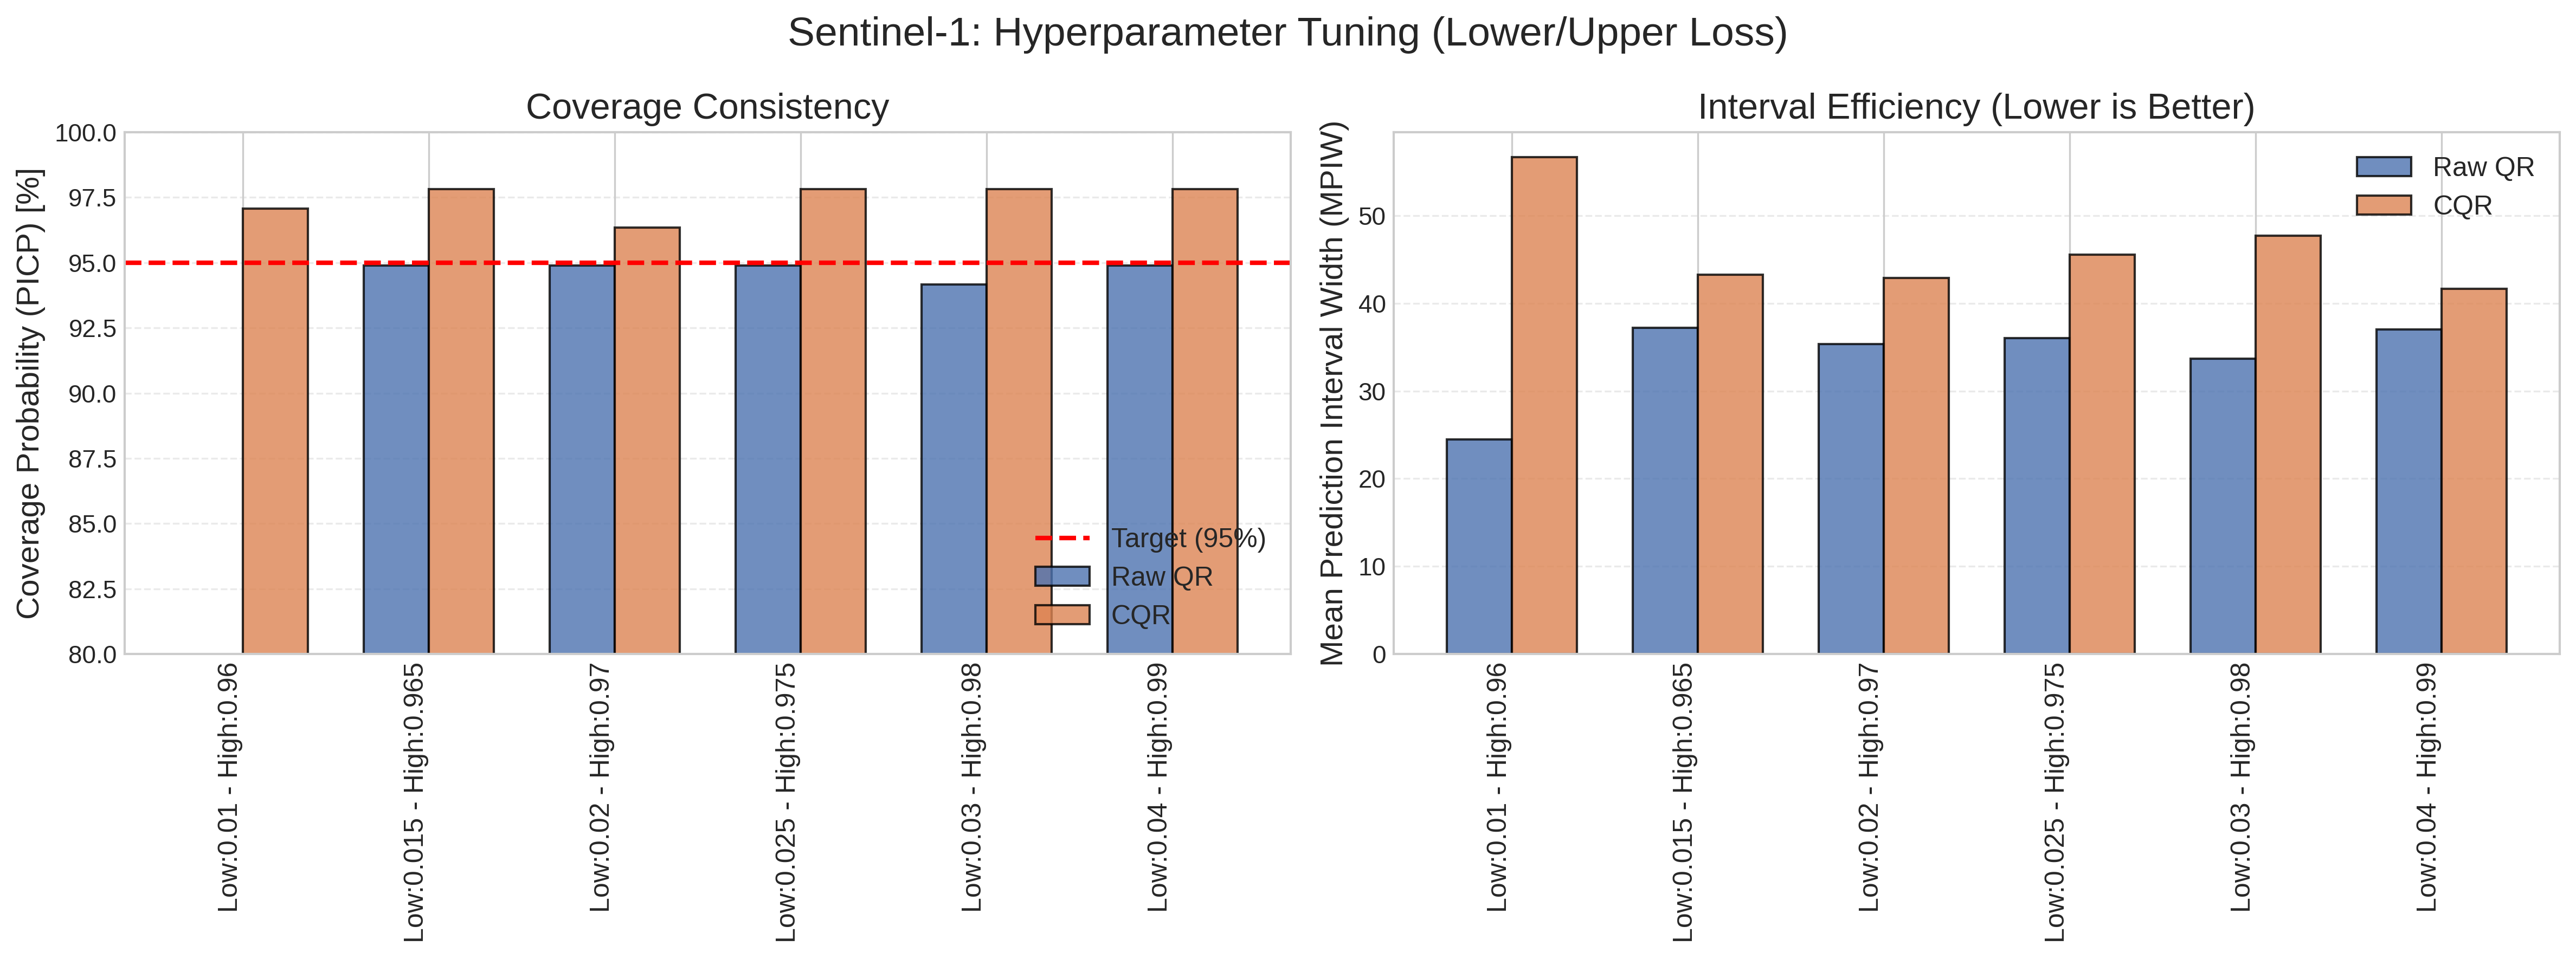 Sentinel-1: Hyperparameter Tuning (Lower/Upper Loss)
Coverage Consistency
Coverage Probability (PICP) [%]
100.0
97.5
95.0
92.5
90.0
87.5
85.0
82.5
80.0
Target (95%)
Raw QR
CQR
Low:0.01 - High:0.96
Low:0.015 - High:0.965
Low:0.02 - High:0.97
Low:0.025 - High:0.975
Low:0.03 - High:0.98
Low:0.04 - High:0.99
Interval Efficiency (Lower is Better)
Mean Prediction Interval Width (MPIW)
50
40
30
20
10
0
Raw QR
CQR
Low:0.01 - High:0.96
Low:0.015 - High:0.965
Low:0.02 - High:0.97
Low:0.025 - High:0.975
Low:0.03 - High:0.98
Low:0.04 - High:0.99